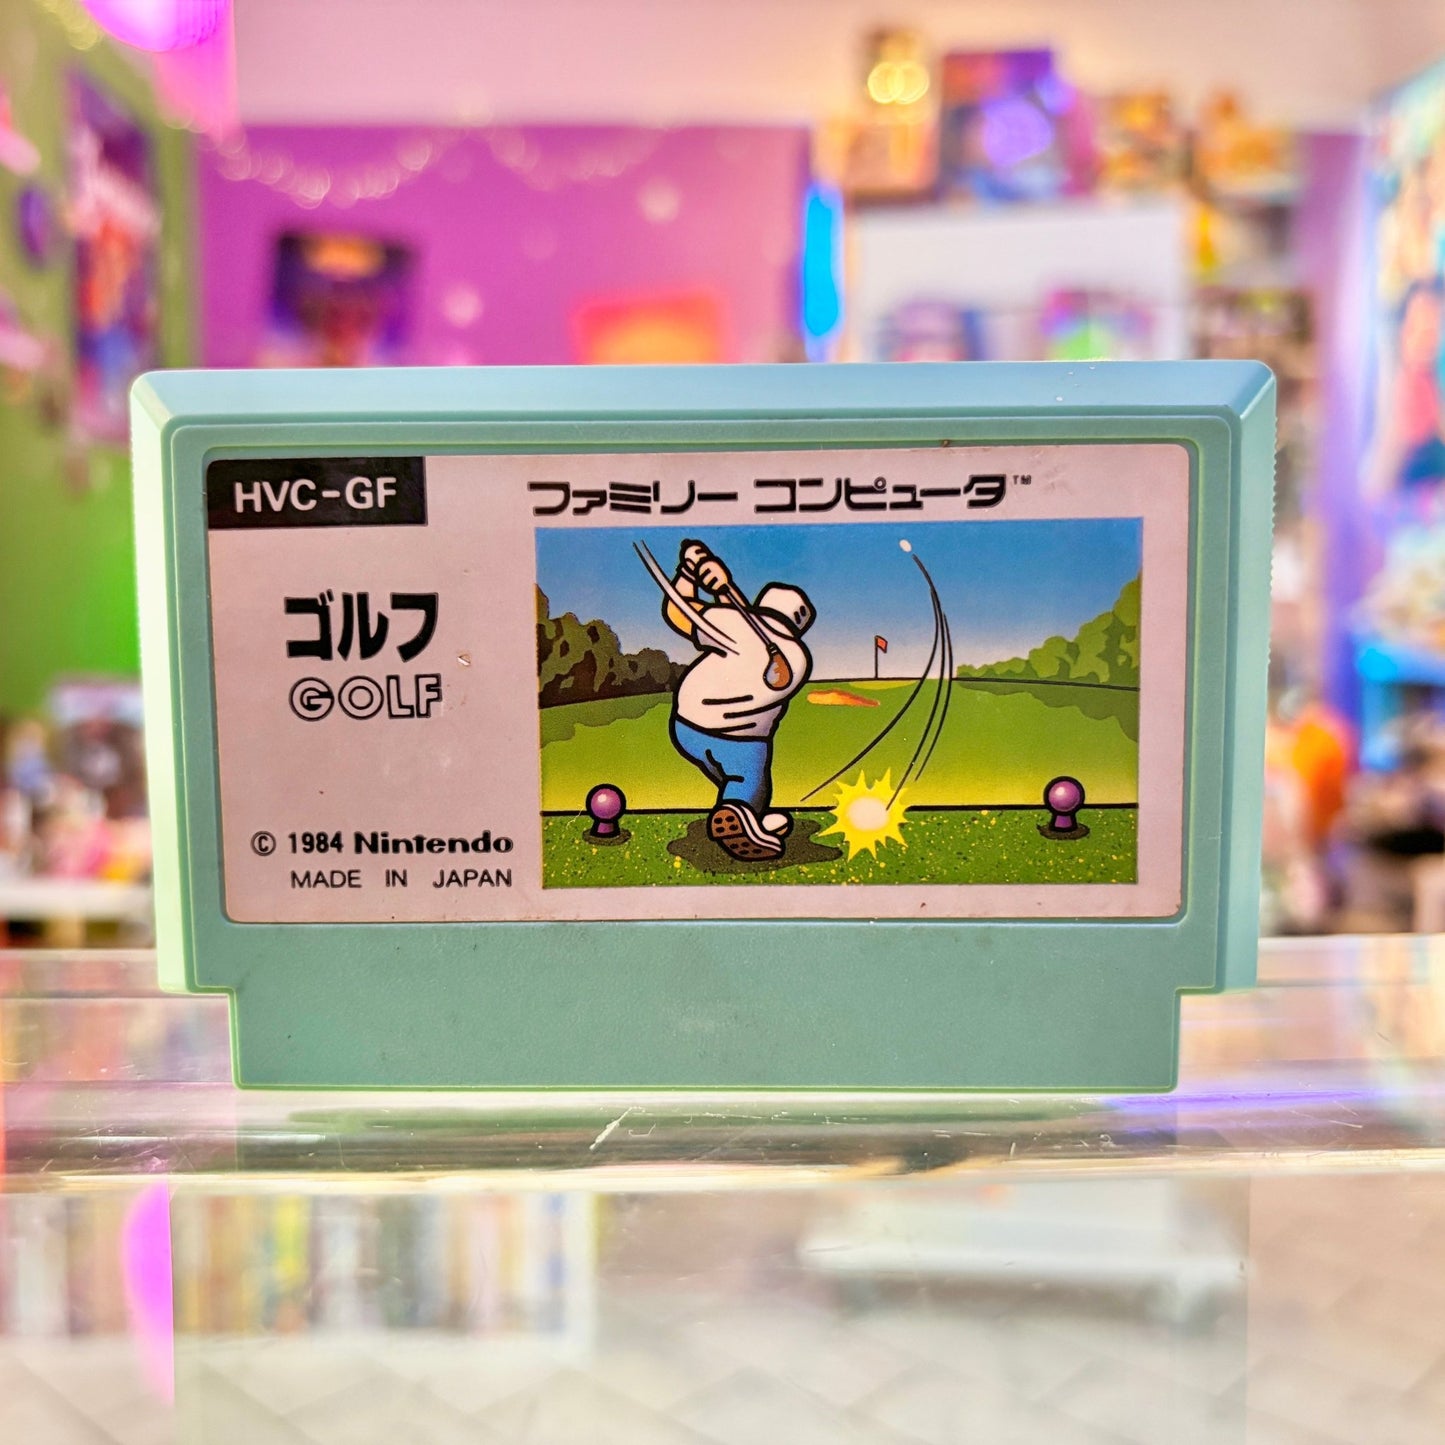 HVC-GF
ファミリー コンピュータ™
ゴルフ
GOLF
© 1984 Nintendo
MADE IN JAPAN